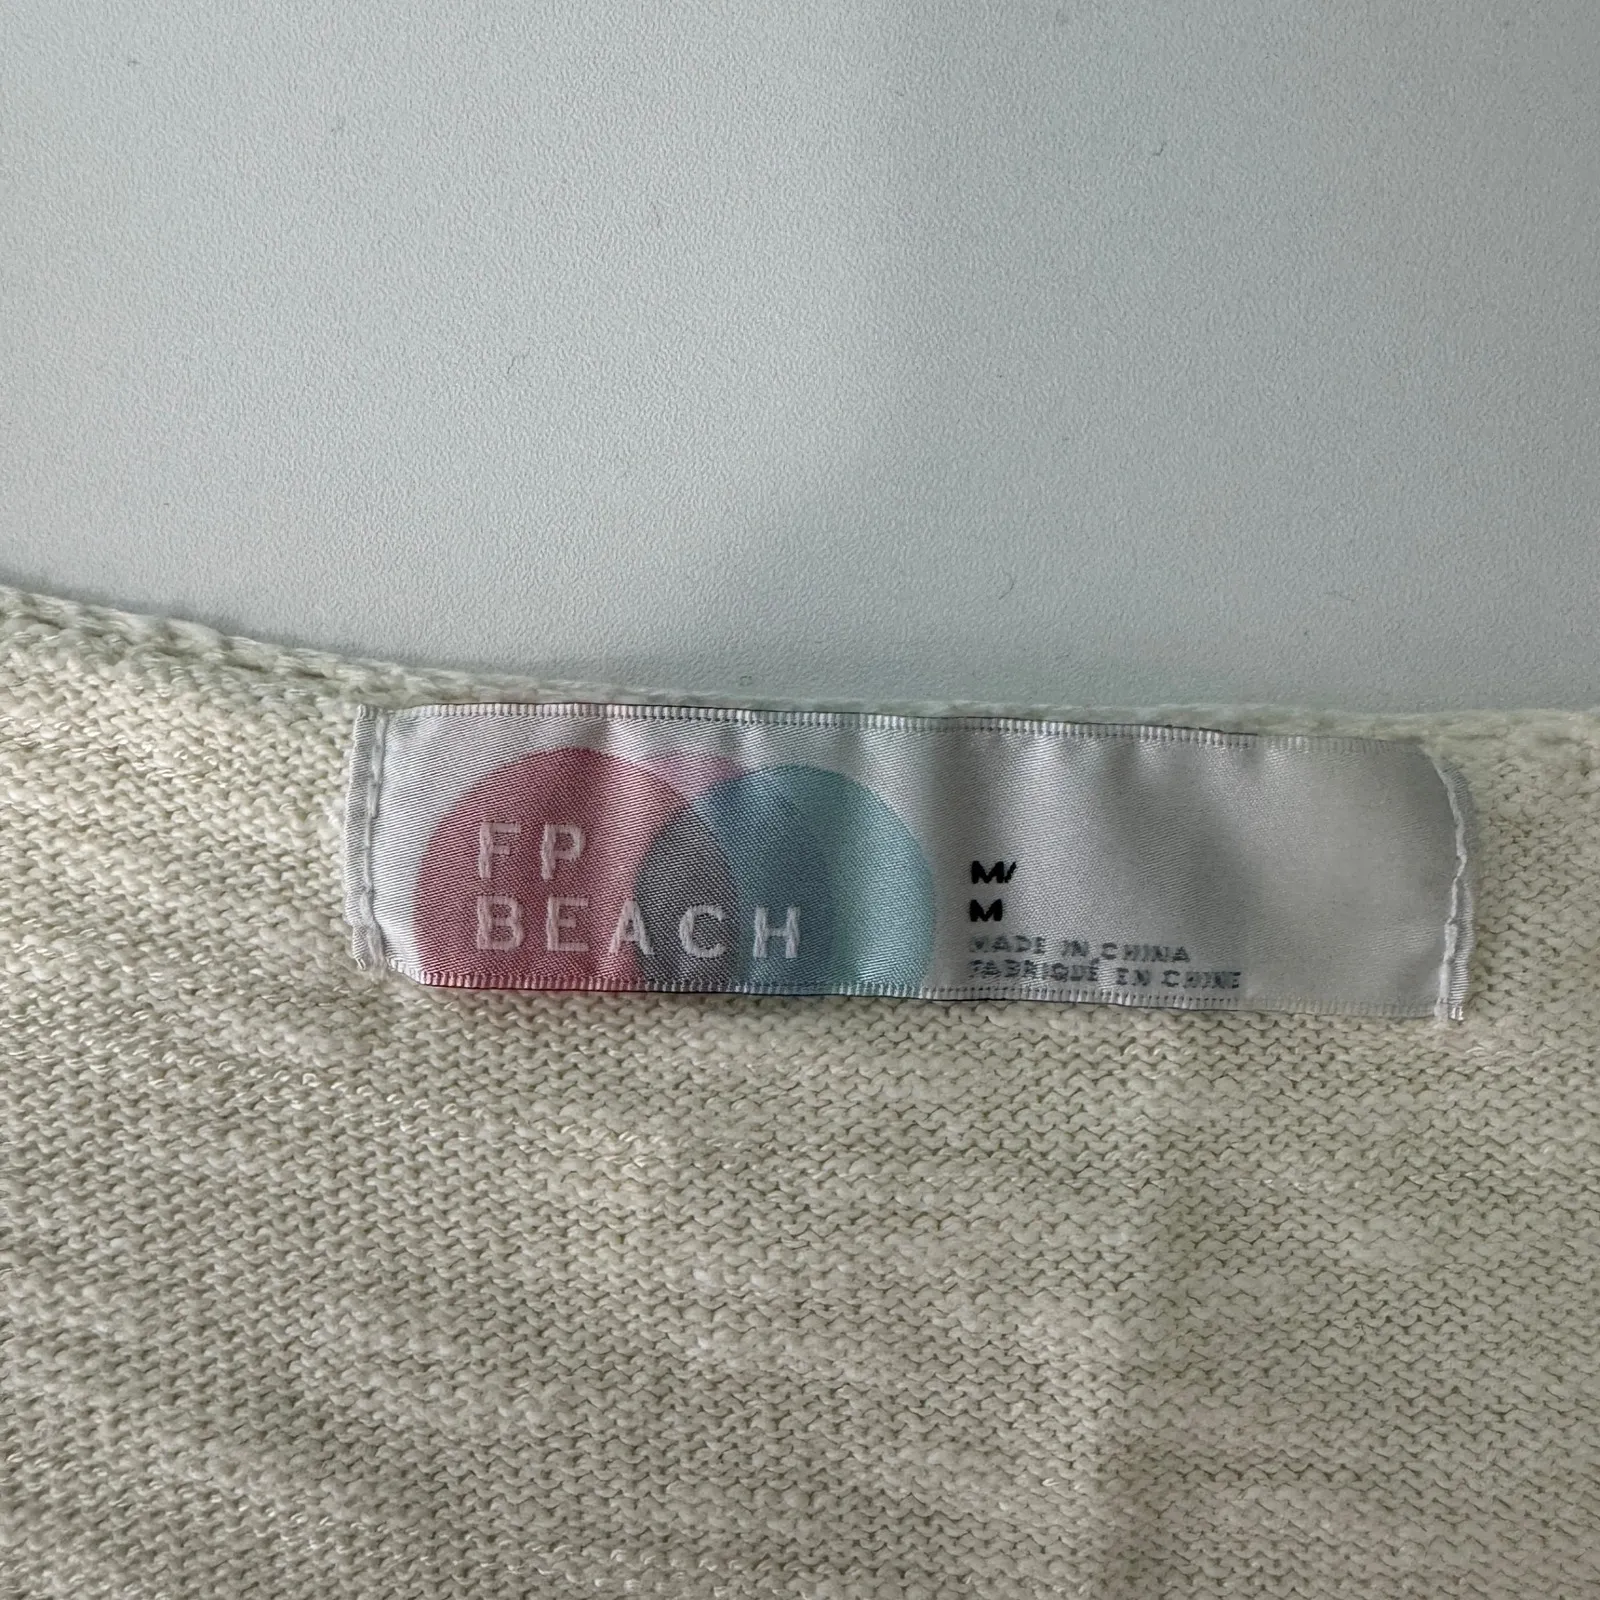 FP
BEACH
M/
M
MADE IN CHINA
FABRIQUÉ EN CHINE